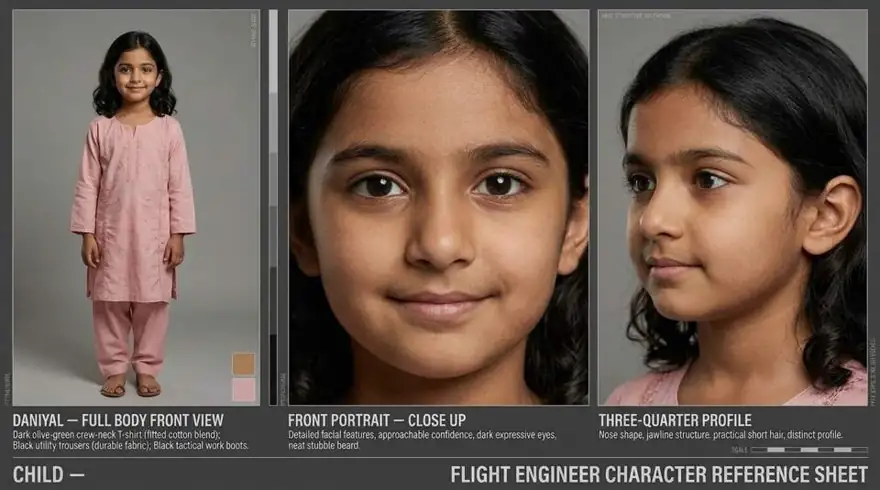 DANIYAL — FULL BODY FRONT VIEW
Dark olive-green crew-neck T-shirt (fitted cotton blend);
Black utility trousers (durable fabric); Black tactical work boots.
FRONT PORTRAIT — CLOSE UP
Detailed facial features, approachable confidence, dark expressive eyes,
neat stubble beard.
THREE-QUARTER PROFILE
Nose shape, jawline structure. practical short hair, distinct profile.
CHILD —
FLIGHT ENGINEER CHARACTER REFERENCE SHEET